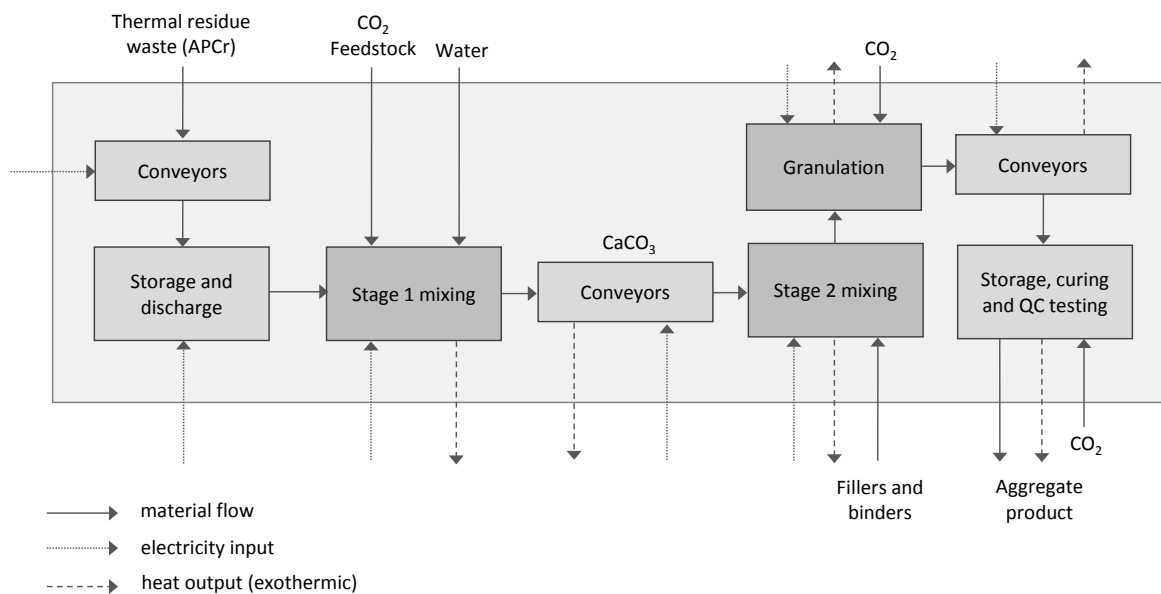 Thermal residue
waste (APCr)
CO₂
Feedstock
Water
CO₂
Conveyors
Granulation
Conveyors
Storage and
discharge
Stage 1 mixing
CaCO₃
Conveyors
Stage 2 mixing
Storage, curing
and QC testing
CO₂
Fillers and
binders
Aggregate
product
material flow
electricity input
heat output (exothermic)